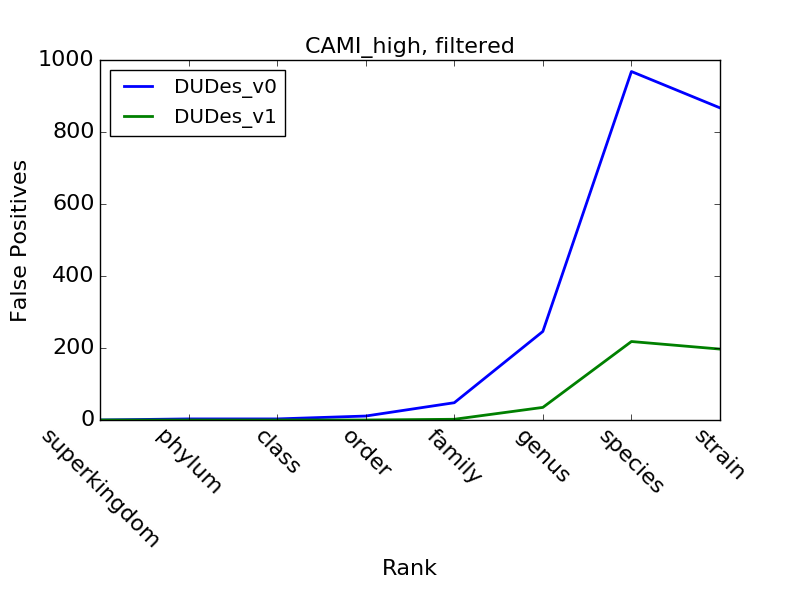 CAMI_high, filtered
DUDes_v0
DUDes_v1
1000
800
600
400
200
0
False Positives
superkingdom
phylum
class
order
family
genus
species
strain
Rank